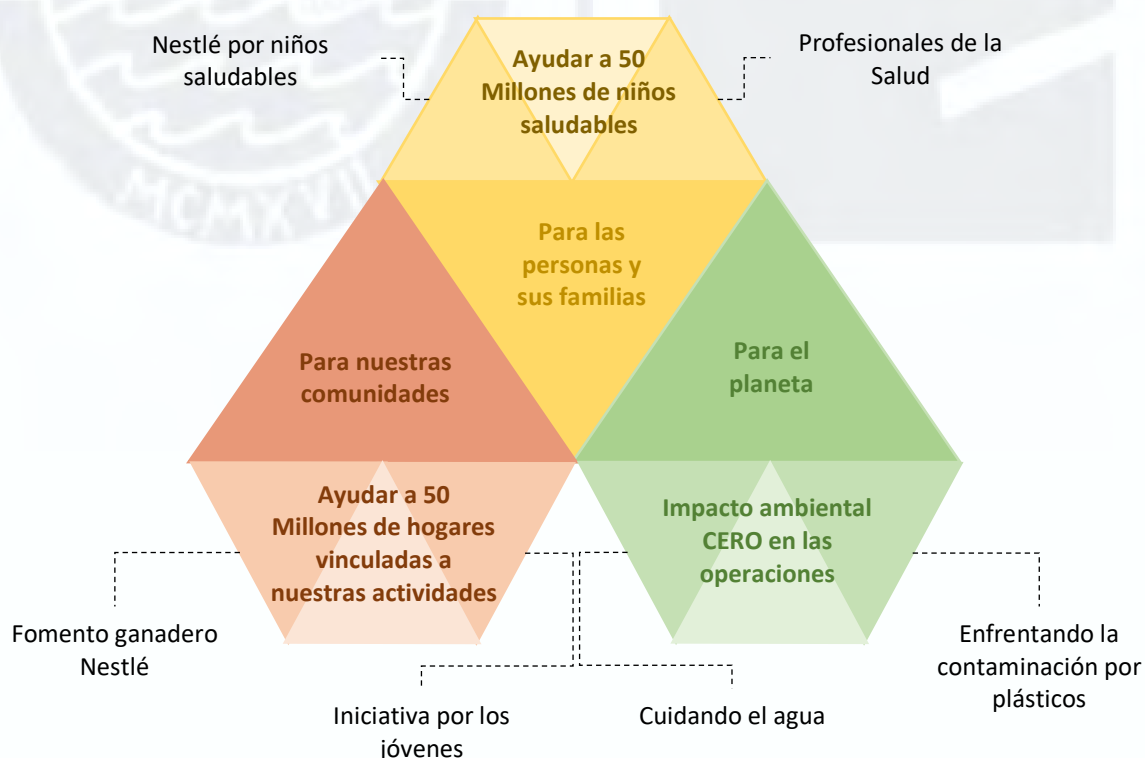 Nestlé por niños
saludables
Ayudar a 50
Millones de niños
saludables
Profesionales de la
Salud
Para las
personas y
sus familias
Para nuestras
comunidades
Para el
planeta
Ayudar a 50
Millones de hogares
vinculadas a
nuestras actividades
Impacto ambiental
CERO en las
operaciones
Fomento ganadero
Nestlé
Iniciativa por los
jóvenes
Cuidando el agua
Enfrentando la
contaminación por
plásticos
MCMXVII